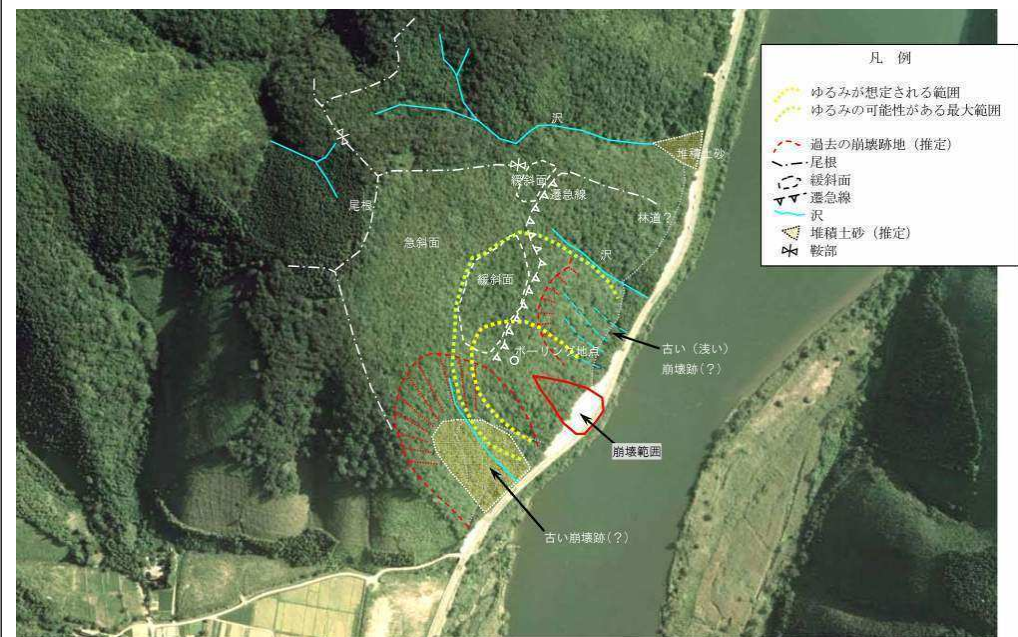 凡 例
ゆるみが想定される範囲
ゆるみの可能性がある最大範囲
過去の崩壊跡地（推定）
尾根
緩斜面
遷急線
沢
堆積土砂（推定）
鞍部
沢
堆積土砂
緩斜面
遷急線
尾根
林道？
急斜面
沢
緩斜面
ボーリング地点
古い（浅い）
崩壊跡（？）
崩壊範囲
古い崩壊跡（？）